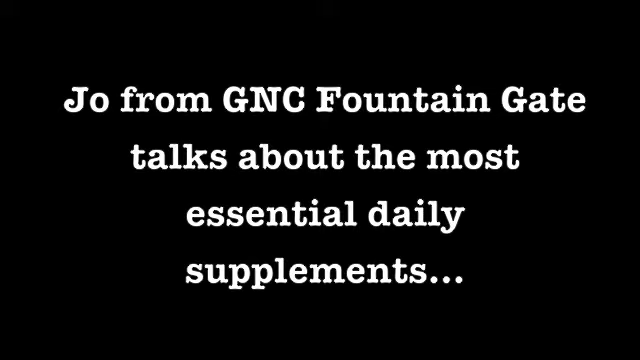 Jo from GNC Fountain Gate
talks about the most
essential daily
supplements...